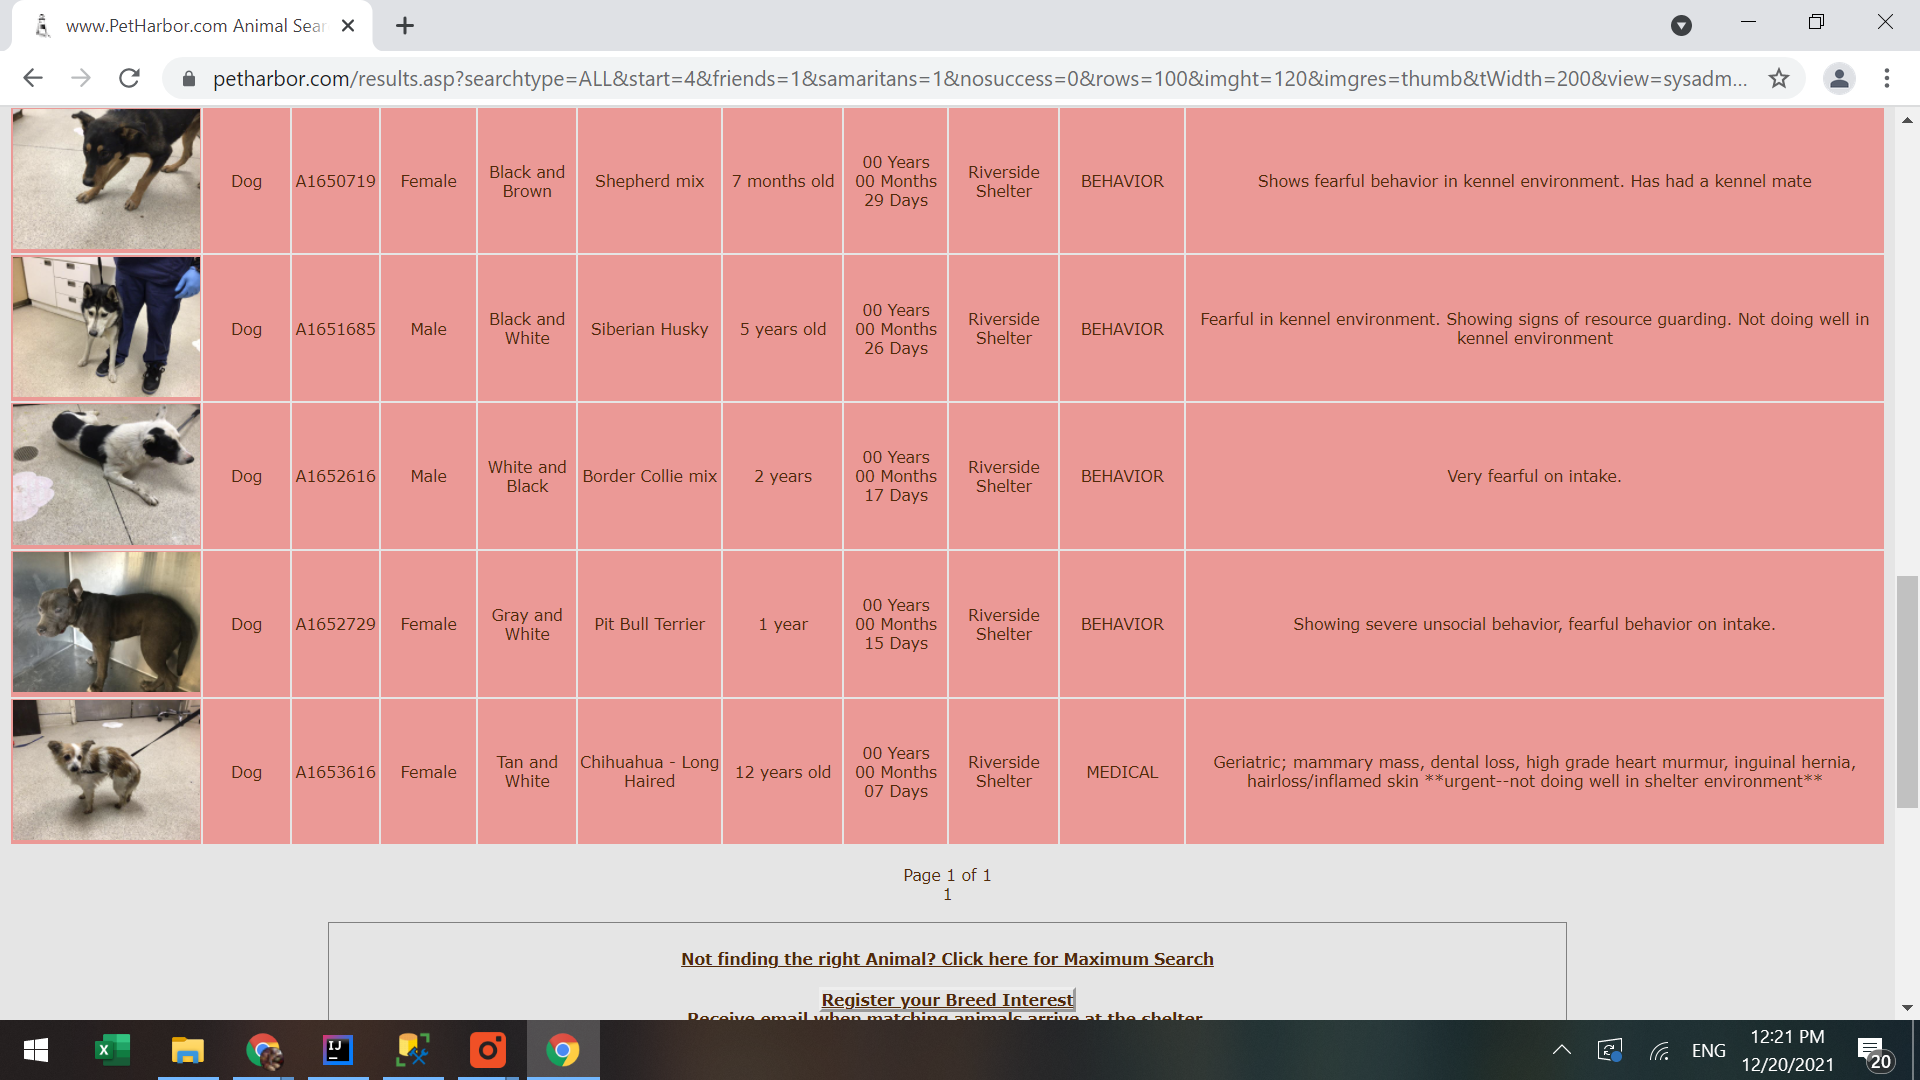 www.PetHarbor.com Animal Sear
petharbor.com/results.asp?searchtype=ALL&start=4&friends=1&samaritans=1&nosuccess=0&rows=100&imght=120&imgres=thumb&tWidth=200&view=sysadm...
Dog A1650719 Female Black and Brown Shepherd mix 7 months old 00 Years 00 Months 29 Days Riverside Shelter BEHAVIOR Shows fearful behavior in kennel environment. Has had a kennel mate
Dog A1651685 Male Black and White Siberian Husky 5 years old 00 Years 00 Months 26 Days Riverside Shelter BEHAVIOR Fearful in kennel environment. Showing signs of resource guarding. Not doing well in kennel environment
Dog A1652616 Male White and Black Border Collie mix 2 years 00 Years 00 Months 17 Days Riverside Shelter BEHAVIOR Very fearful on intake.
Dog A1652729 Female Gray and White Pit Bull Terrier 1 year 00 Years 00 Months 15 Days Riverside Shelter BEHAVIOR Showing severe unsocial behavior, fearful behavior on intake.
Dog A1653616 Female Tan and White Chihuahua - Long Haired 12 years old 00 Years 00 Months 07 Days Riverside Shelter MEDICAL Geriatric; mammary mass, dental loss, high grade heart murmur, inguinal hernia, hairloss/inflamed skin **urgent--not doing well in shelter environment**
Page 1 of 1
1
Not finding the right Animal? Click here for Maximum Search
Register your Breed Interest
Receive email when matching animals arrive at the shelter
IJ
ENG
12:21 PM
12/20/2021
20